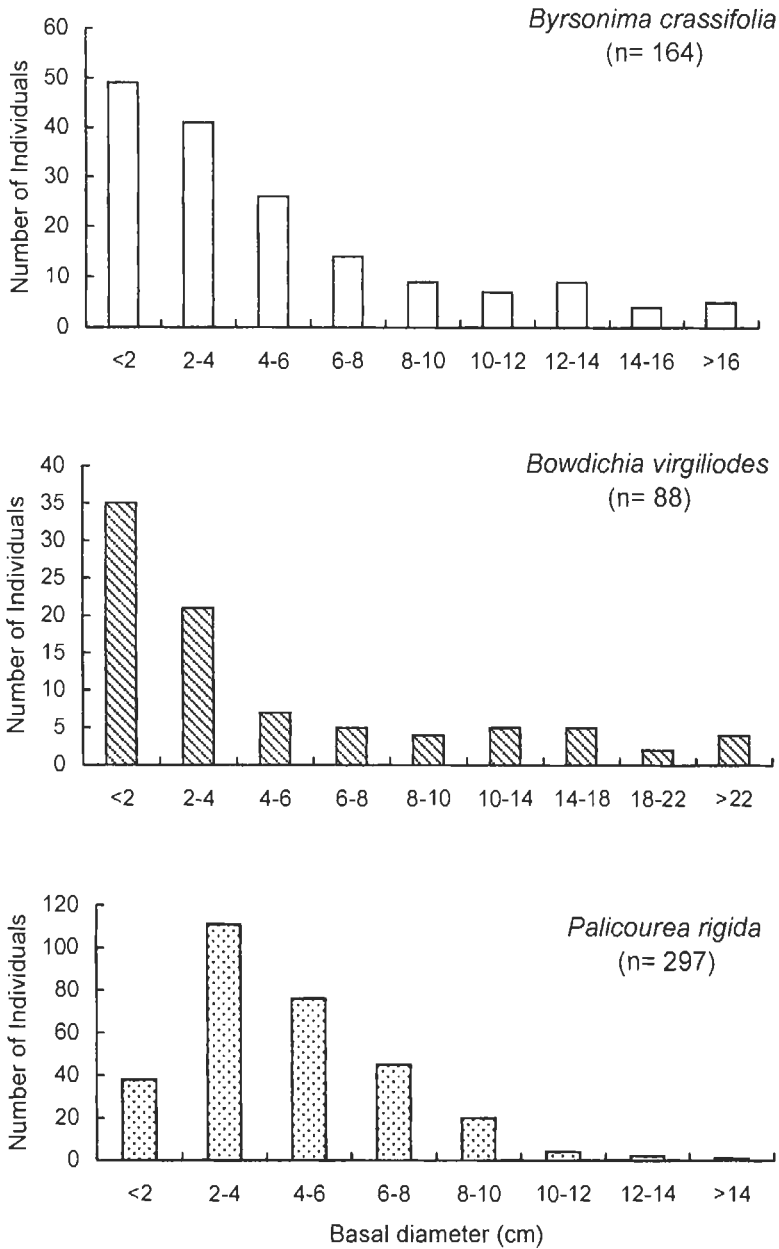 Byrsonima crassifolia
(n= 164)
Number of Individuals
60
50
40
30
20
10
0
<2 2-4 4-6 6-8 8-10 10-12 12-14 14-16 >16
Bowdichia virgiliodes
(n= 88)
Number of Individuals
40
35
30
25
20
15
10
5
0
<2 2-4 4-6 6-8 8-10 10-14 14-18 18-22 >22
Palicourea rigida
(n= 297)
Number of Individuals
120
100
80
60
40
20
0
<2 2-4 4-6 6-8 8-10 10-12 12-14 >14
Basal diameter (cm)